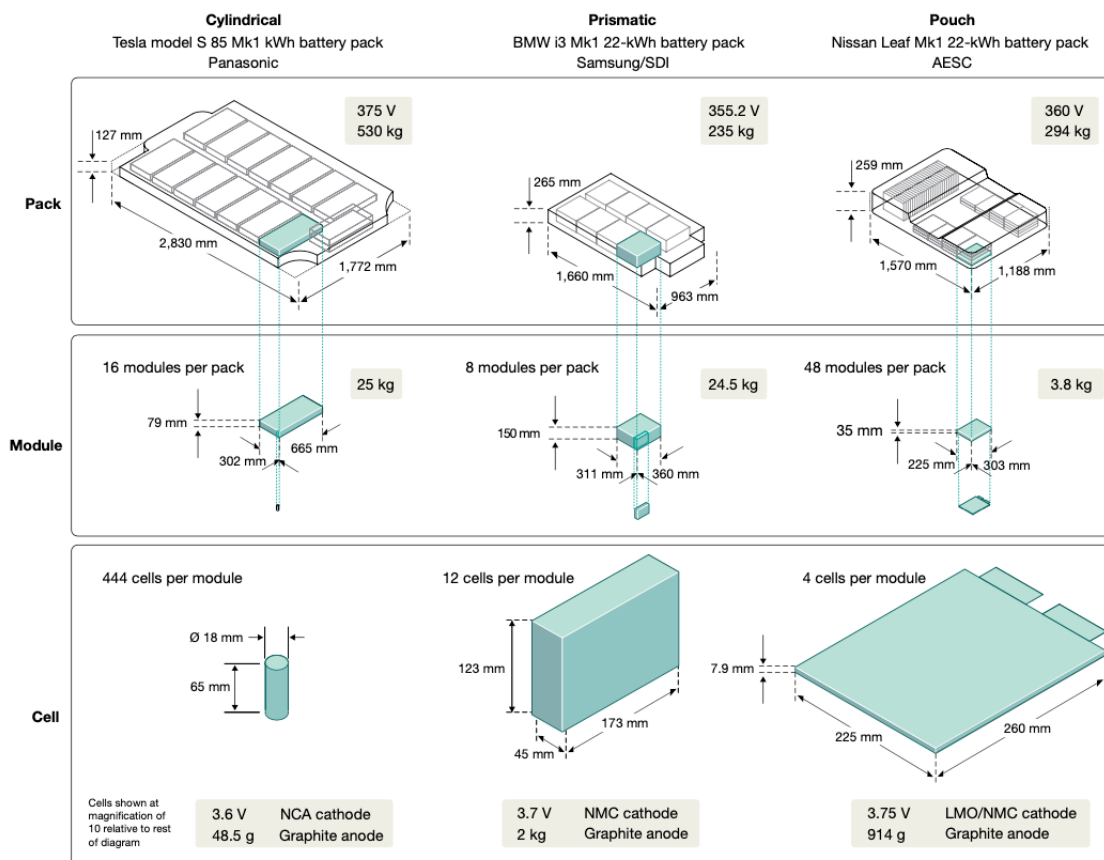 Cylindrical
Tesla model S 85 Mk1 kWh battery pack
Panasonic
Prismatic
BMW i3 Mk1 22-kWh battery pack
Samsung/SDI
Pouch
Nissan Leaf Mk1 22-kWh battery pack
AESC
Pack
375 V
530 kg
127 mm
2,830 mm
1,772 mm
355.2 V
235 kg
265 mm
1,660 mm
963 mm
360 V
294 kg
259 mm
1,570 mm
1,188 mm
Module
16 modules per pack
25 kg
79 mm
302 mm
665 mm
8 modules per pack
24.5 kg
150 mm
311 mm
360 mm
48 modules per pack
3.8 kg
35 mm
225 mm
303 mm
Cell
444 cells per module
Ø 18 mm
65 mm
12 cells per module
123 mm
45 mm
173 mm
4 cells per module
7.9 mm
225 mm
260 mm
Cells shown at
magnification of
10 relative to rest
of diagram
3.6 V NCA cathode
48.5 g Graphite anode
3.7 V NMC cathode
2 kg Graphite anode
3.75 V LMO/NMC cathode
914 g Graphite anode